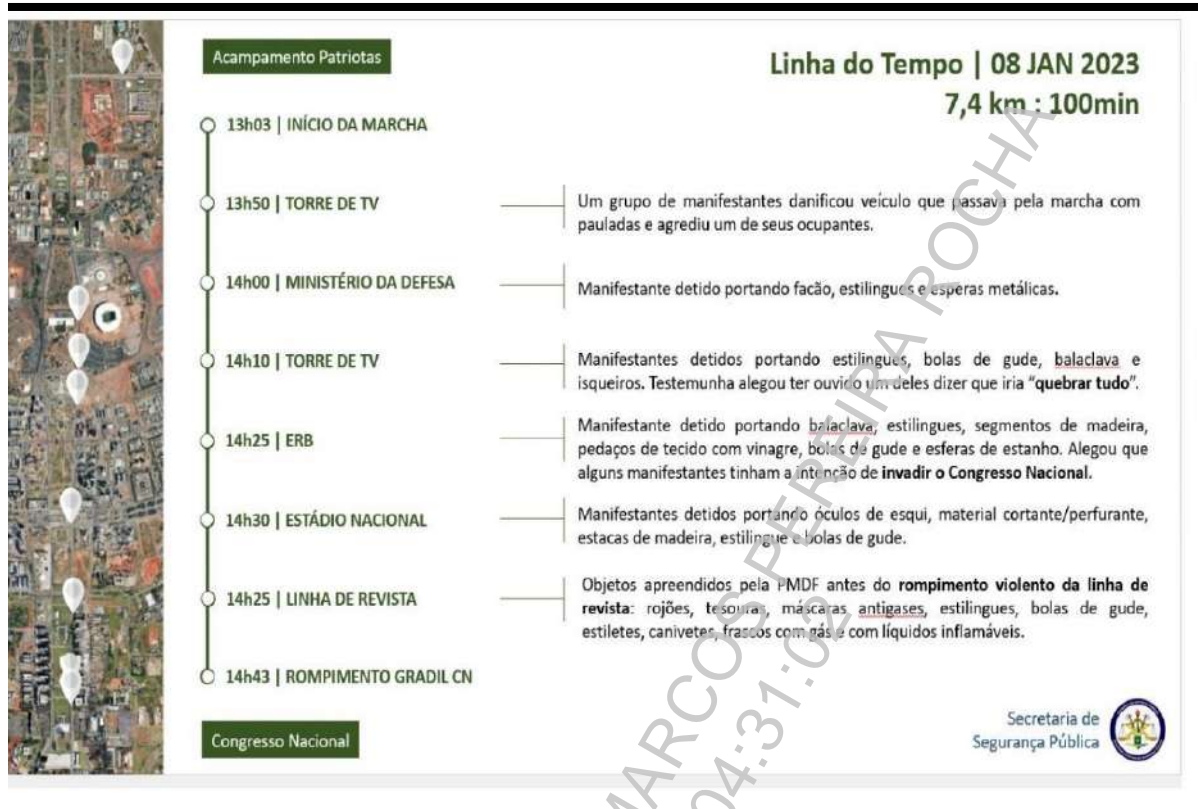 Acampamento Patriotas
Linha do Tempo | 08 JAN 2023
7,4 km : 100min
13h03 | INÍCIO DA MARCHA
13h50 | TORRE DE TV
Um grupo de manifestantes danificou veículo que passava pela marcha com
pauladas e agrediu um de seus ocupantes.
14h00 | MINISTÉRIO DA DEFESA
Manifestante detido portando facão, estilingues e esperas metálicas.
14h10 | TORRE DE TV
Manifestantes detidos portando estilingues, bolas de gude, balaclava e
isqueiros. Testemunha alegou ter ouvido um deles dizer que iria “quebrar tudo”.
14h25 | ERB
Manifestante detido portando balaclava, estilingues, segmentos de madeira,
pedaços de tecido com vinagre, bolas de gude e esferas de estanho. Alegou que
alguns manifestantes tinham a intenção de invadir o Congresso Nacional.
14h30 | ESTÁDIO NACIONAL
Manifestantes detidos portando óculos de esqui, material cortante/perfurante,
estacas de madeira, estilingue e bolas de gude.
14h25 | LINHA DE REVISTA
Objetos apreendidos pela PMDF antes do rompimento violento da linha de
revista: rojões, tesouras, máscaras antigases, estilingues, bolas de gude,
estiletes, canivetes, frascos com gás e com líquidos inflamáveis.
14h43 | ROMPIMENTO GRADIL CN
Congresso Nacional
Secretaria de
Segurança Pública
MARCOS PEREIRA ROCHA
04:31:02